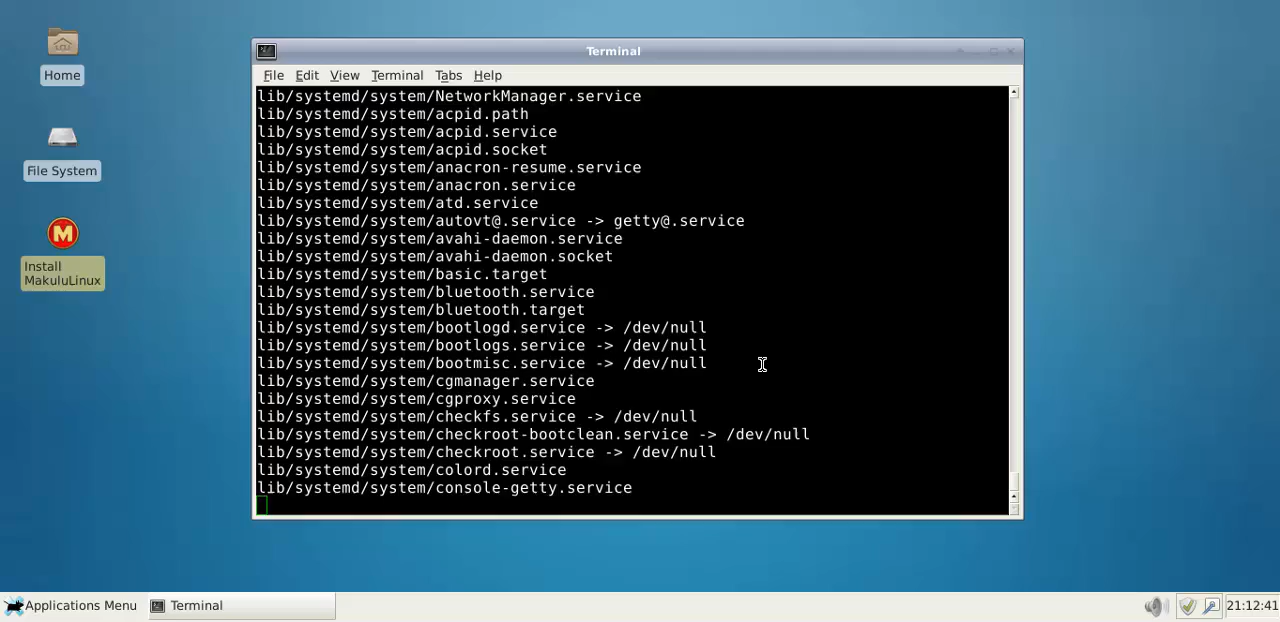 Terminal
File Edit View Terminal Tabs Help
Home
File System
Install
MakuluLinux
lib/systemd/system/NetworkManager.service
lib/systemd/system/acpid.path
lib/systemd/system/acpid.service
lib/systemd/system/acpid.socket
lib/systemd/system/anacron-resume.service
lib/systemd/system/anacron.service
lib/systemd/system/atd.service
lib/systemd/system/autovt@.service -> getty@.service
lib/systemd/system/avahi-daemon.service
lib/systemd/system/avahi-daemon.socket
lib/systemd/system/basic.target
lib/systemd/system/bluetooth.service
lib/systemd/system/bluetooth.target
lib/systemd/system/bootlogd.service -> /dev/null
lib/systemd/system/bootlogs.service -> /dev/null
lib/systemd/system/bootmisc.service -> /dev/null
lib/systemd/system/cgmanager.service
lib/systemd/system/cgproxy.service
lib/systemd/system/checkfs.service -> /dev/null
lib/systemd/system/checkroot-bootclean.service -> /dev/null
lib/systemd/system/checkroot.service -> /dev/null
lib/systemd/system/colord.service
lib/systemd/system/console-getty.service
Applications Menu
Terminal
21:12:41